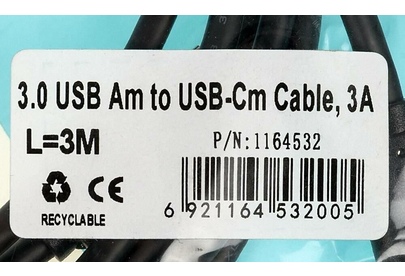 3.0 USB Am to USB-Cm Cable, 3A
L=3M
P/N:1164532
CE
RECYCLABLE
6 921164 532005